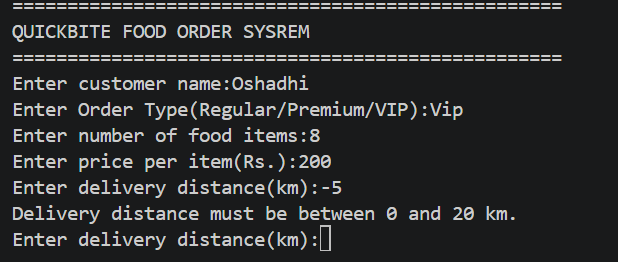 ==================================================
QUICKBITE FOOD ORDER SYSREM
==================================================
Enter customer name:Oshadhi
Enter Order Type(Regular/Premium/VIP):Vip
Enter number of food items:8
Enter price per item(Rs.):200
Enter delivery distance(km):-5
Delivery distance must be between 0 and 20 km.
Enter delivery distance(km):